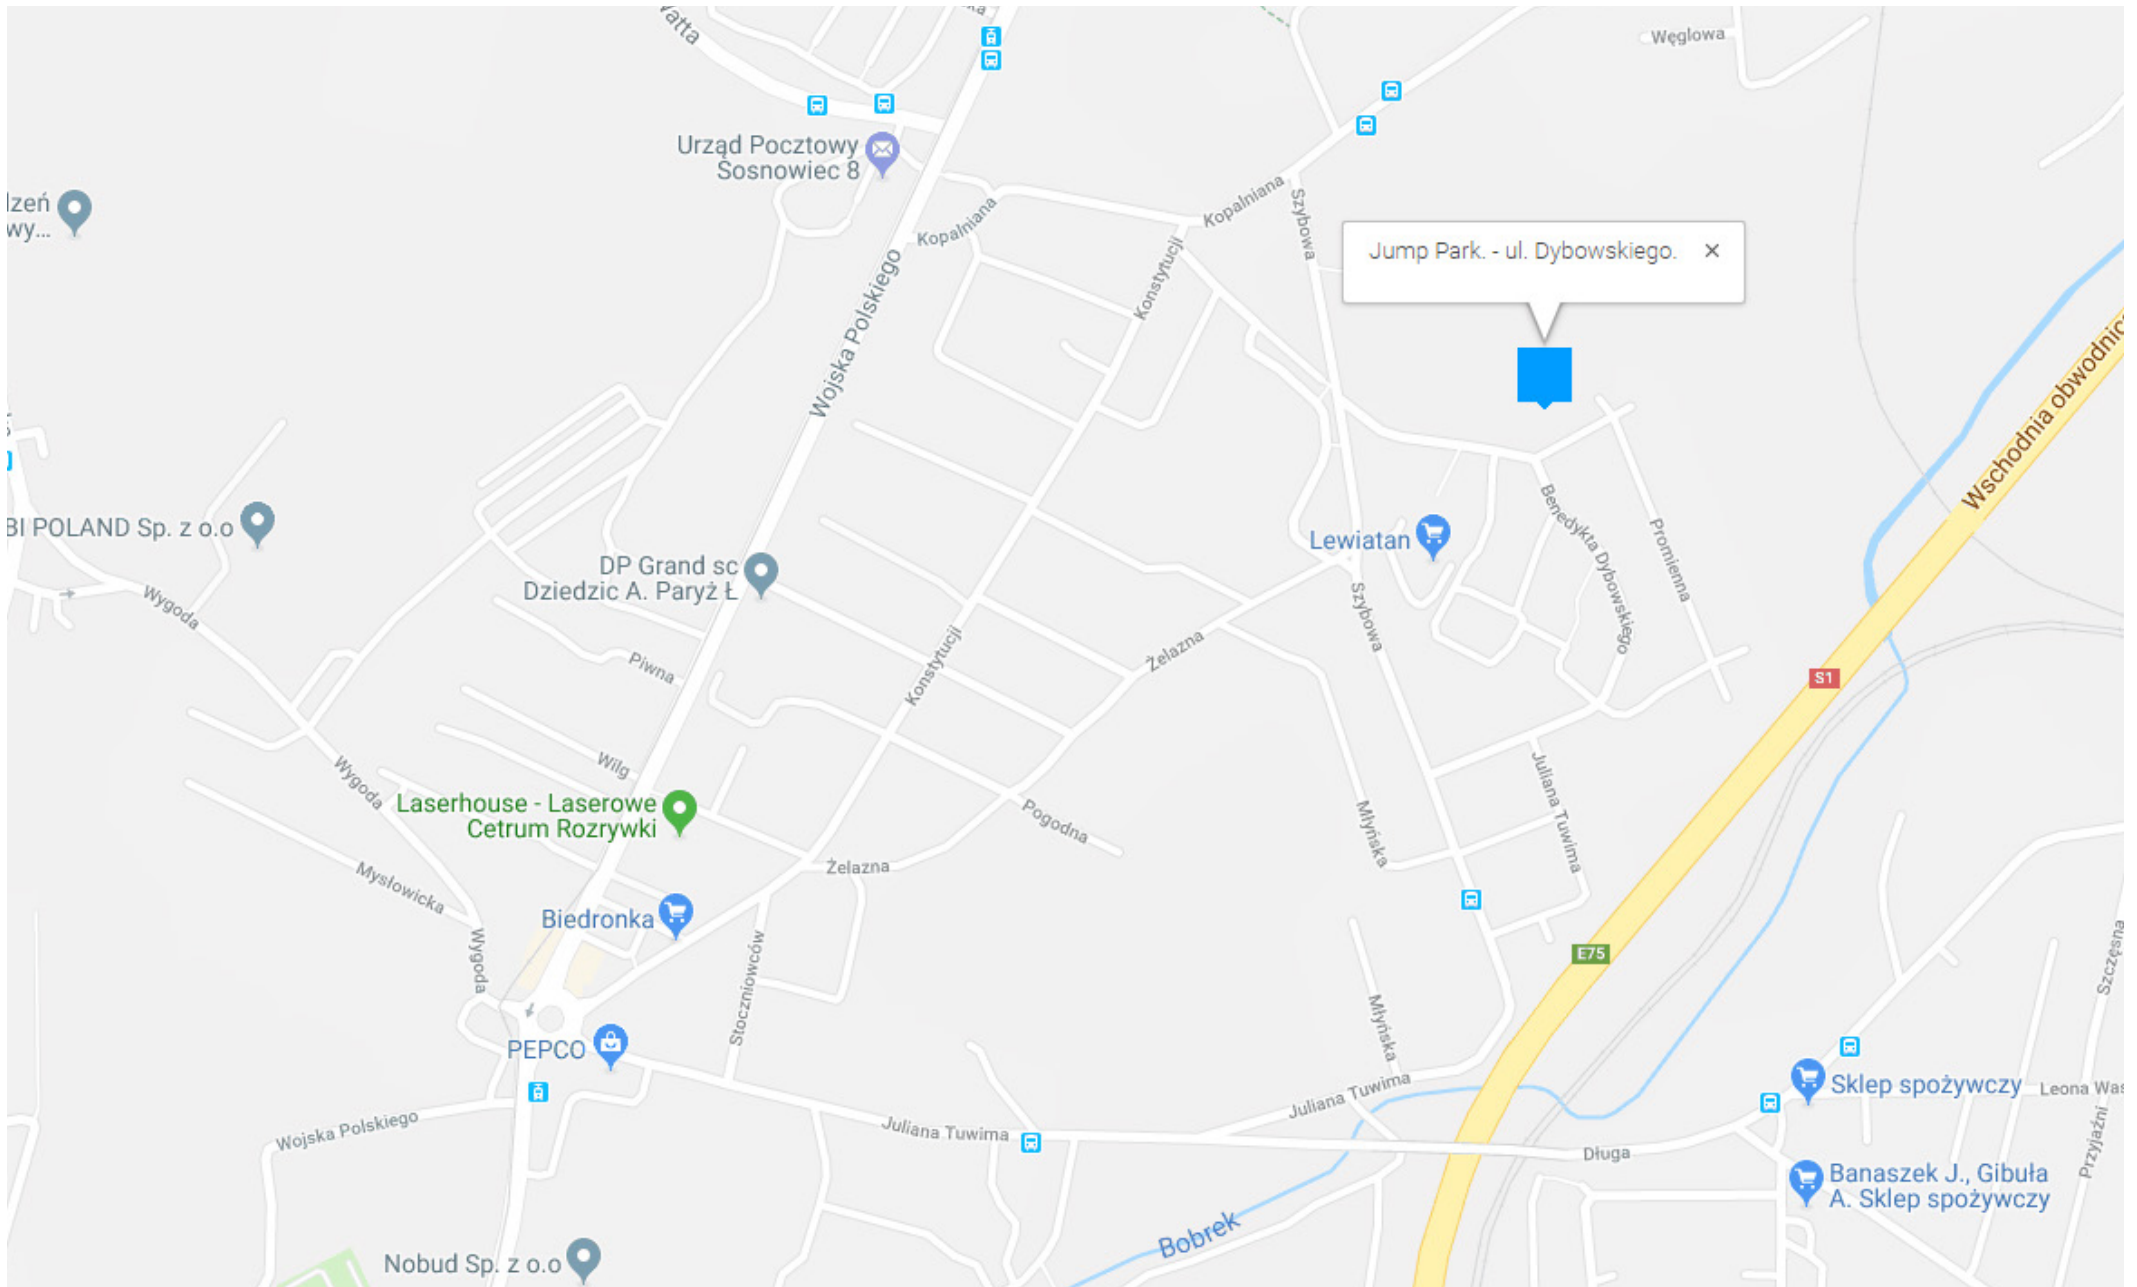 Watta
Węglowa
Urząd Pocztowy
Sosnowiec 8
Kopalniana
Kopalniana
Szybowa
Konstytucji
Wojska Polskiego
Jump Park. - ul. Dybowskiego. ×
Wschodnia obwodnic
BI POLAND Sp. z o.o
Lewiatan
Benedykta Dybowskiego
Promienna
DP Grand sc
Dziedzic A. Paryż Ł
Wygoda
Piwna
Konstytucji
Żelazna
Szybowa
S1
Wilg
Wygoda
Laserhouse - Laserowe
Cetrum Rozrywki
Pogodna
Młyńska
Juliana Tuwima
Mysłowicka
Żelazna
Biedronka
Wygoda
Stoczniowców
E75
Szczęsna
Młyńska
PEPCO
Sklep spożywczy
Leona Was
Wojska Polskiego
Juliana Tuwima
Juliana Tuwima
Długa
Przyjaźni
Banaszek J., Gibuła
A. Sklep spożywczy
Bobrek
Nobud Sp. z o.o